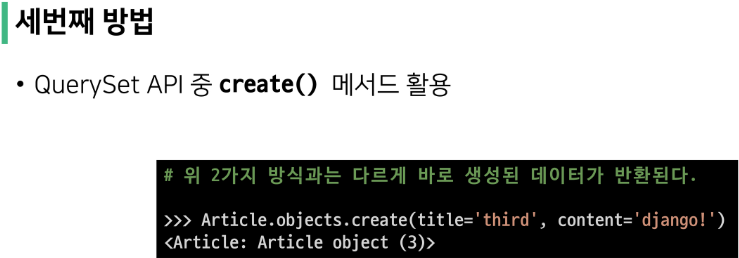 세번째 방법
• QuerySet API 중 create() 메서드 활용
# 위 2가지 방식과는 다르게 바로 생성된 데이터가 반환된다.
>>> Article.objects.create(title='third', content='django!')
<Article: Article object (3)>